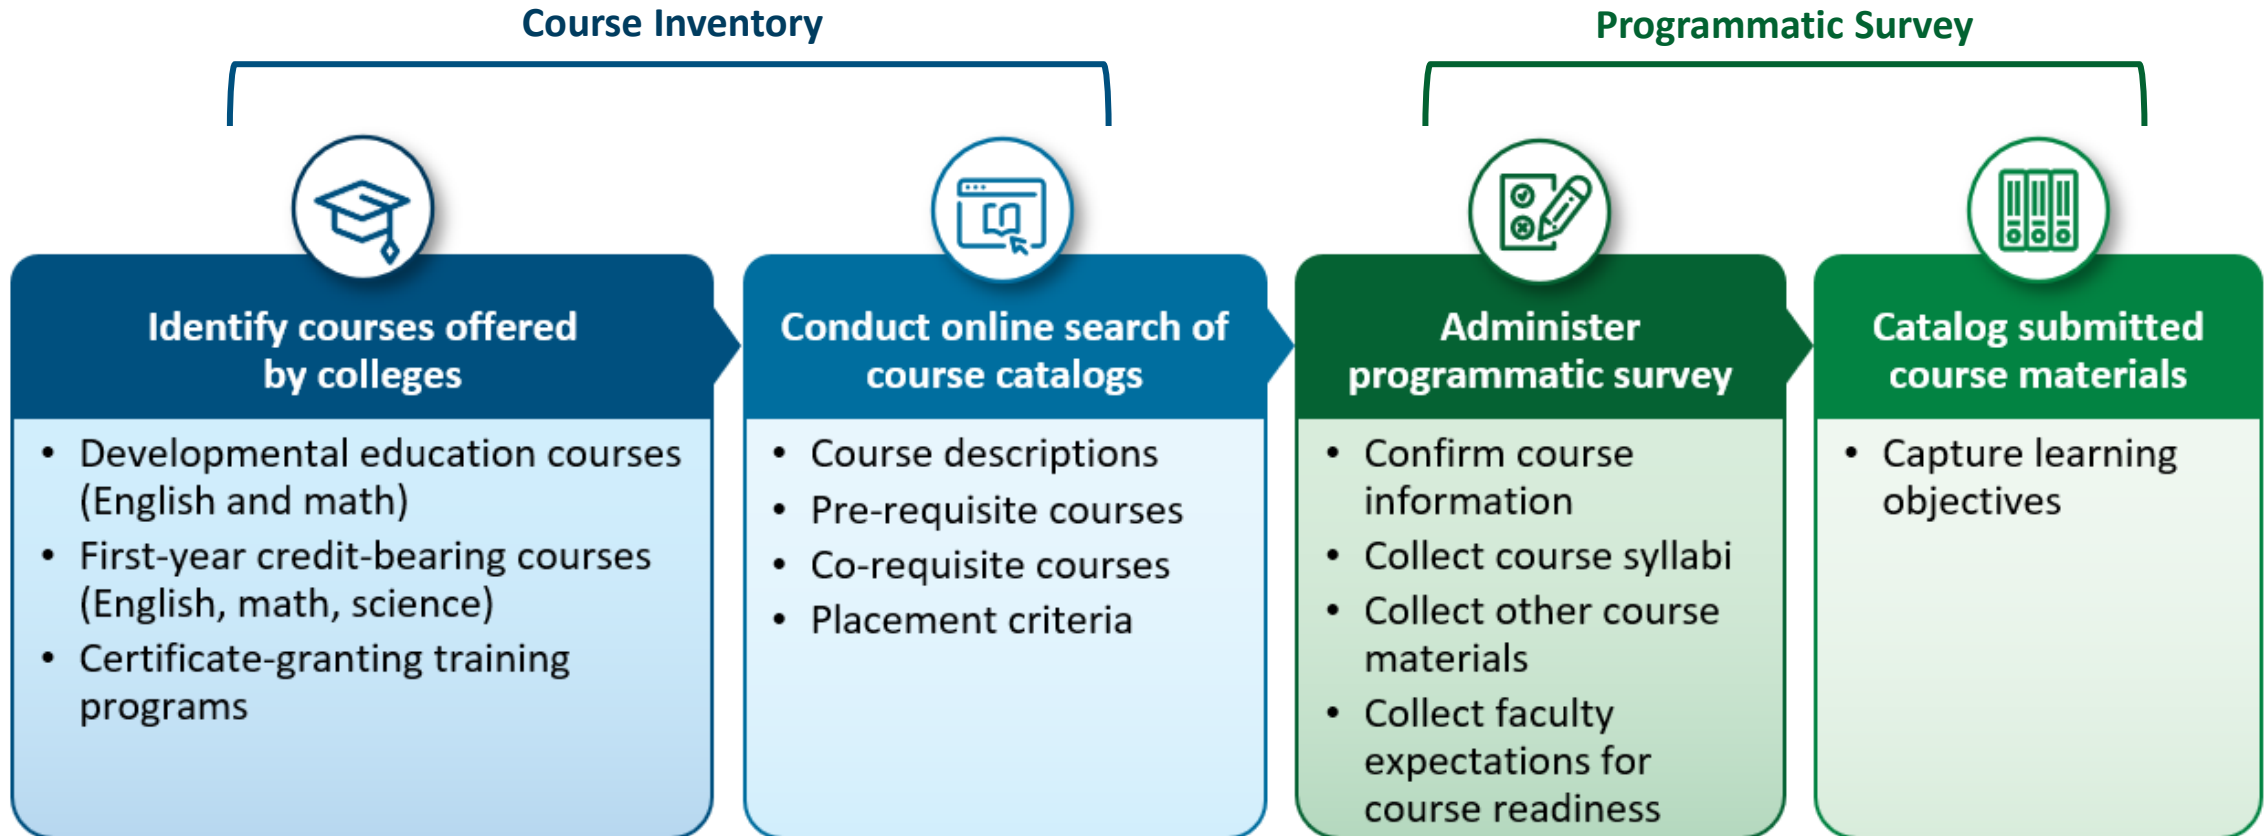 Course Inventory
Programmatic Survey
Identify courses offered
by colleges
• Developmental education courses
(English and math)
• First-year credit-bearing courses
(English, math, science)
• Certificate-granting training
programs
Conduct online search of
course catalogs
• Course descriptions
• Pre-requisite courses
• Co-requisite courses
• Placement criteria
Administer
programmatic survey
• Confirm course
information
• Collect course syllabi
• Collect other course
materials
• Collect faculty
expectations for
course readiness
Catalog submitted
course materials
• Capture learning
objectives